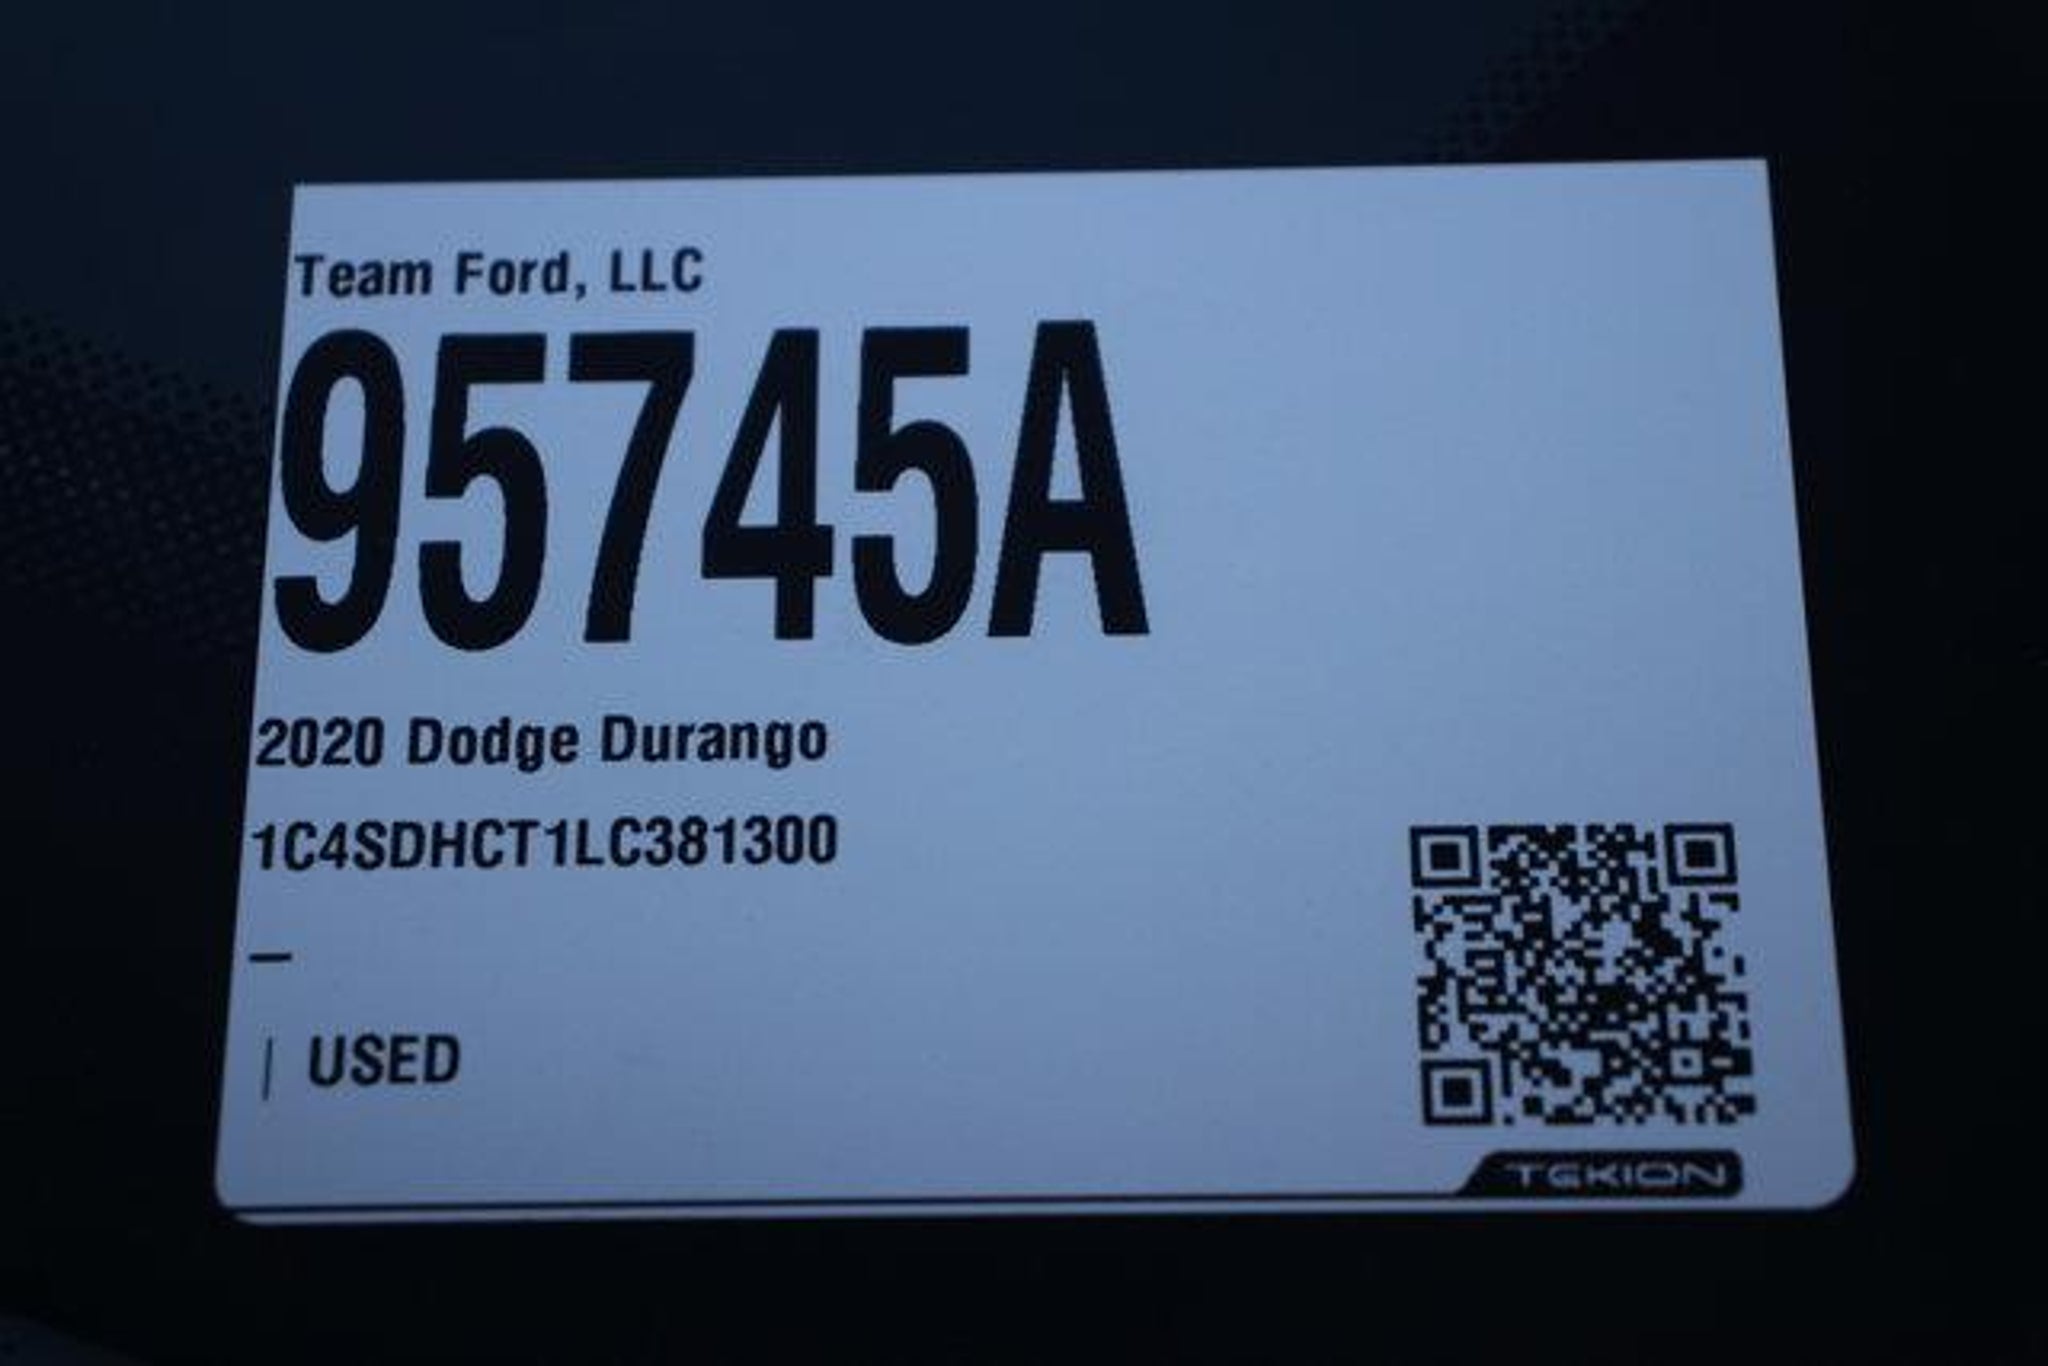 Team Ford, LLC
95745A
2020 Dodge Durango
1C4SDHCT1LC381300
–
| USED
TEKION